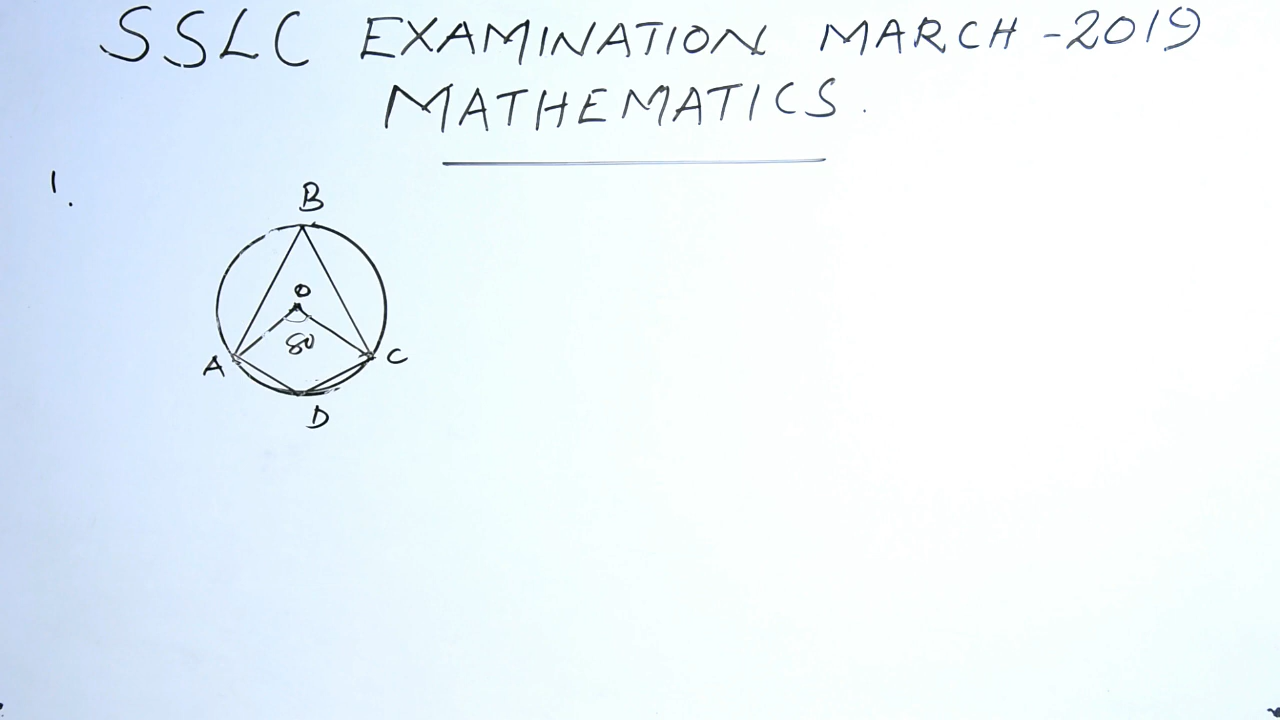 SSLC EXAMINATION MARCH -2019
MATHEMATICS.
1.
B
O
80
A
C
D